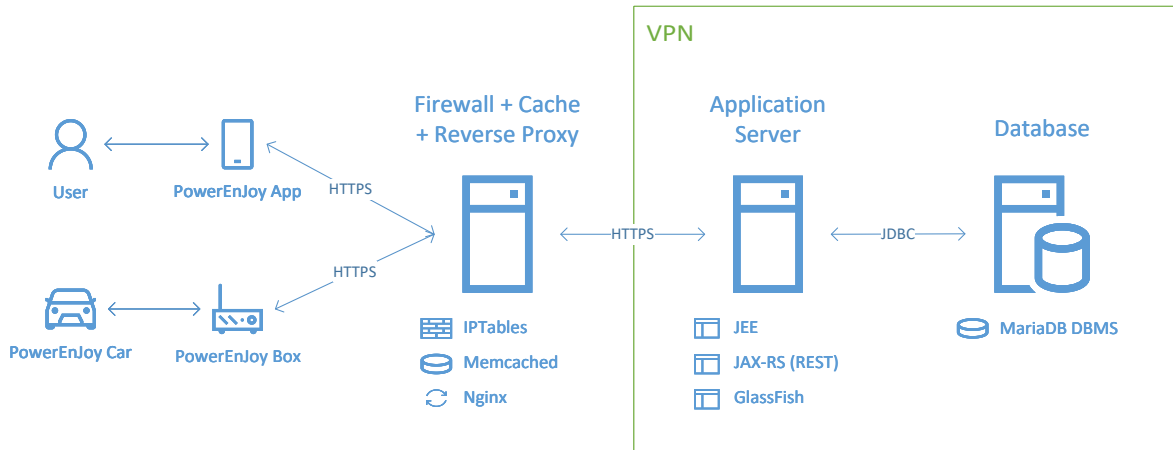 VPN
Firewall + Cache
+ Reverse Proxy
Application
Server
Database
User
PowerEnJoy App
HTTPS
HTTPS
HTTPS
JDBC
PowerEnJoy Car
PowerEnJoy Box
IPTables
Memcached
Nginx
JEE
JAX-RS (REST)
GlassFish
MariaDB DBMS